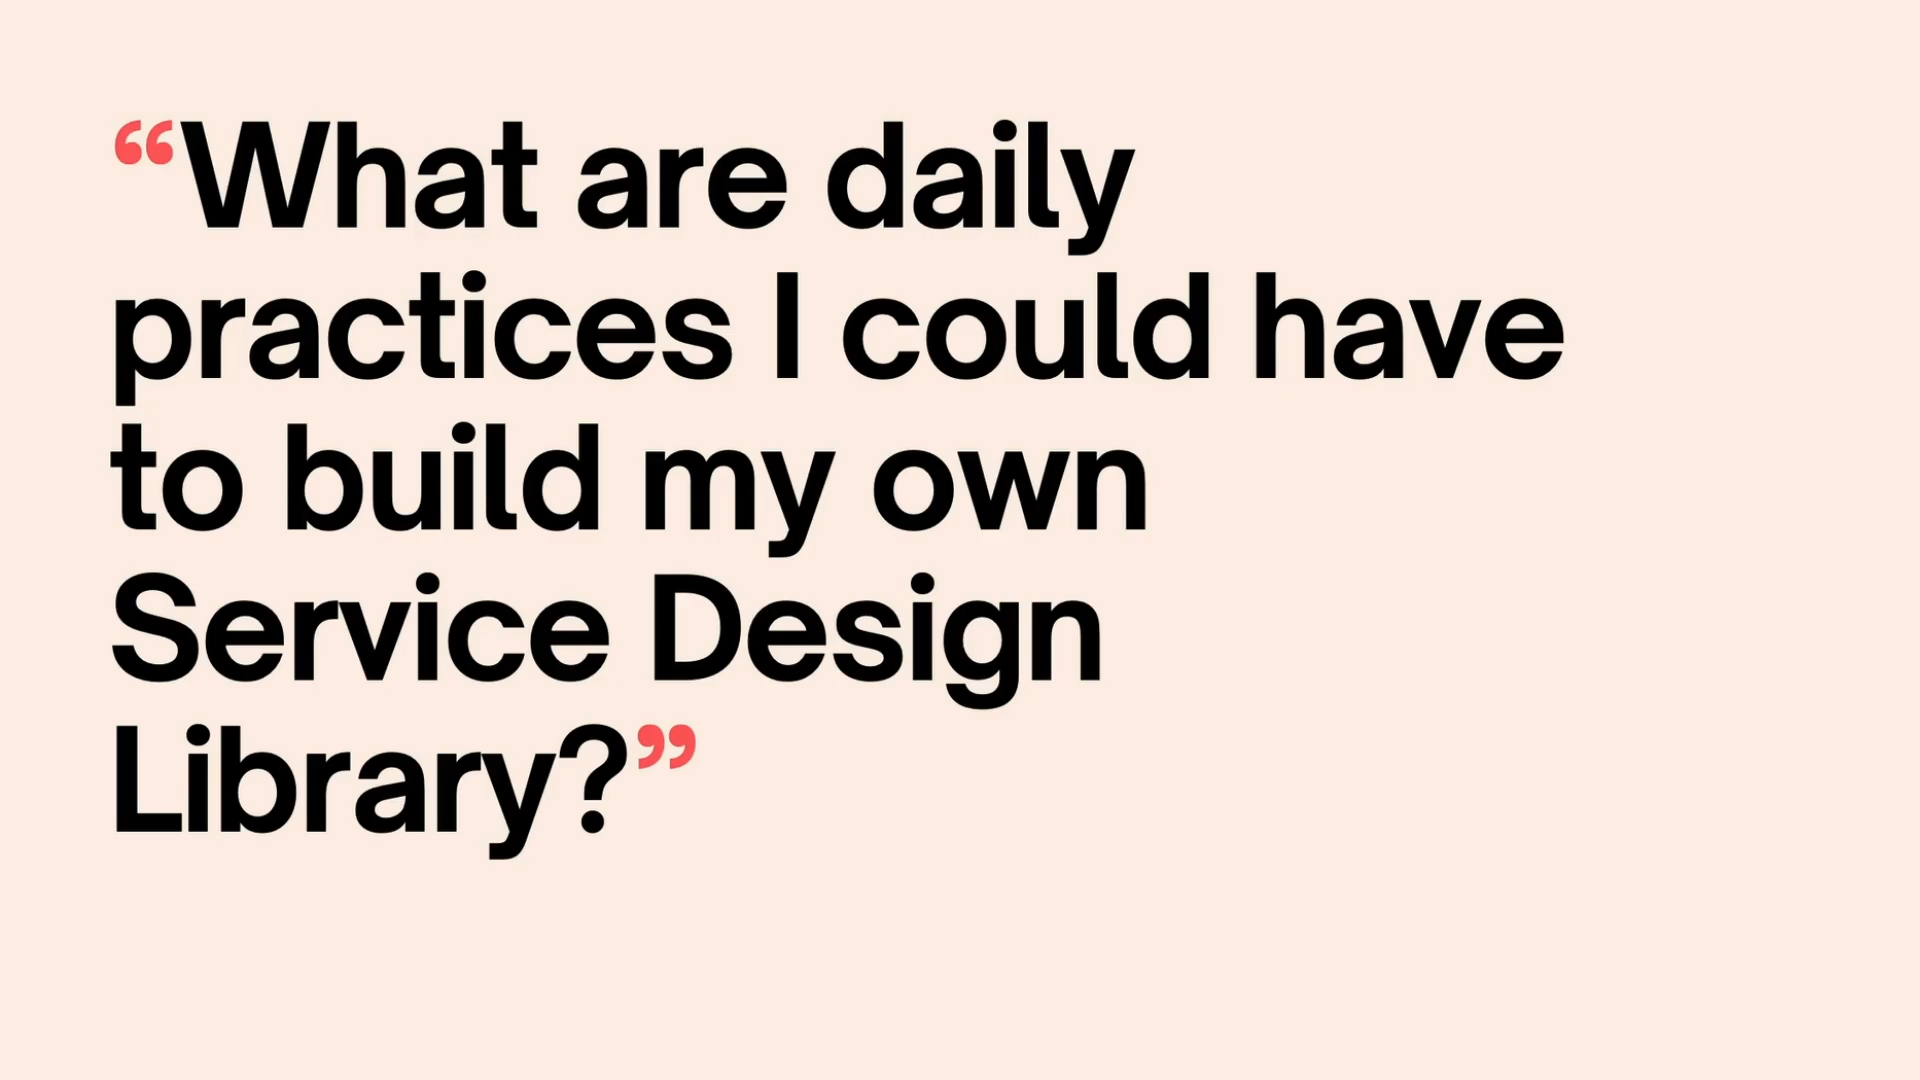 “What are daily
practices I could have
to build my own
Service Design
Library?”